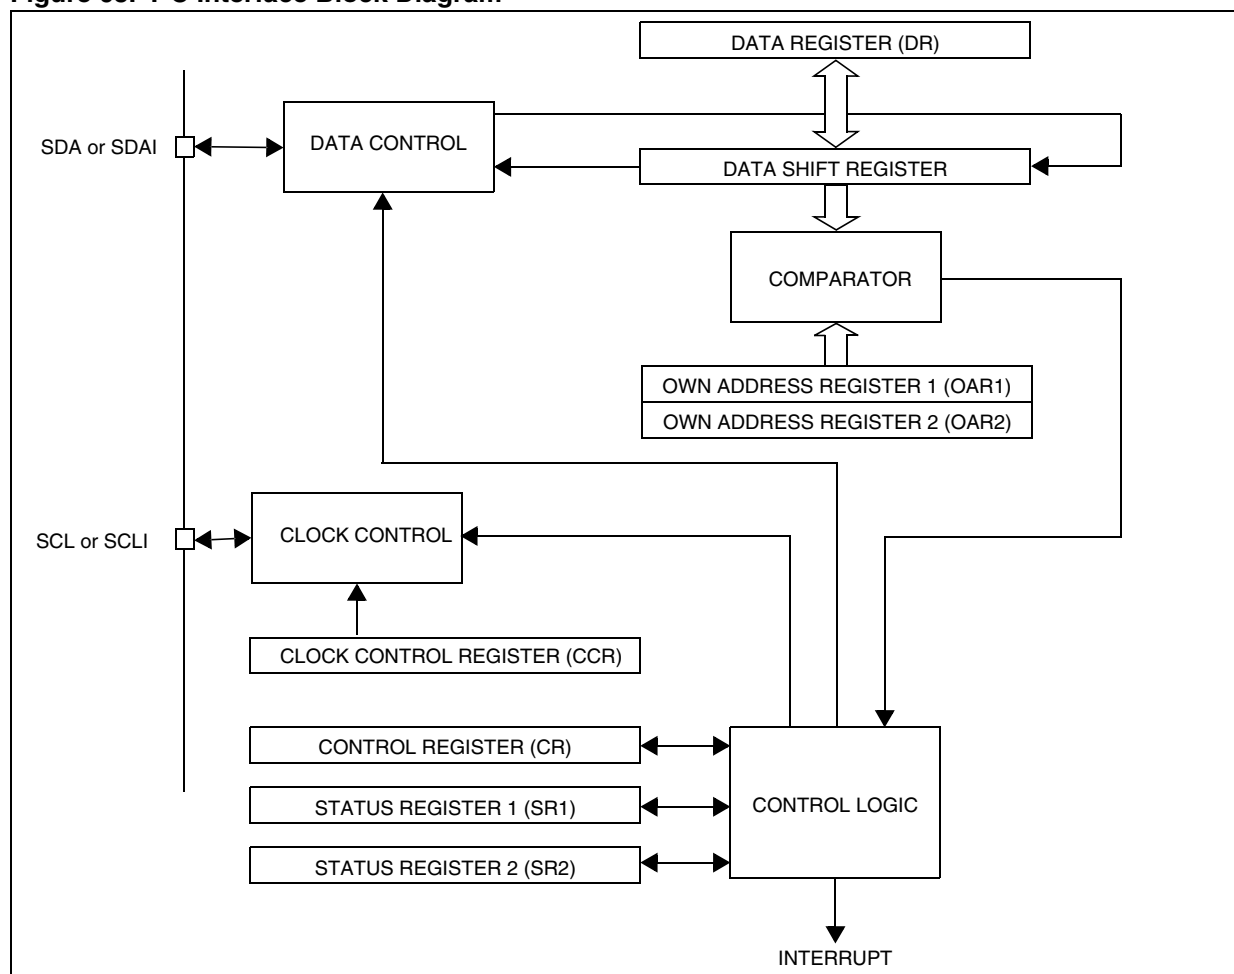 DATA REGISTER (DR)
SDA or SDAI
DATA CONTROL
DATA SHIFT REGISTER
COMPARATOR
OWN ADDRESS REGISTER 1 (OAR1)
OWN ADDRESS REGISTER 2 (OAR2)
SCL or SCLI
CLOCK CONTROL
CLOCK CONTROL REGISTER (CCR)
CONTROL REGISTER (CR)
STATUS REGISTER 1 (SR1)
CONTROL LOGIC
STATUS REGISTER 2 (SR2)
INTERRUPT